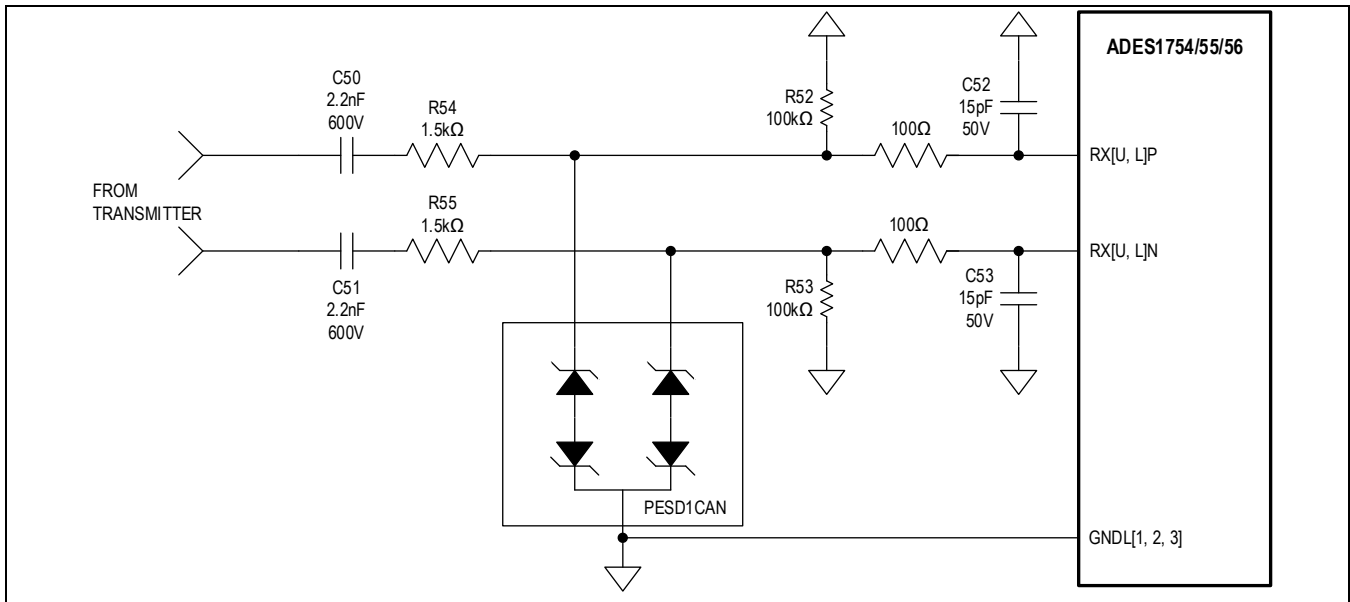 ADES1754/55/56
C50
2.2nF
600V
R54
1.5kΩ
R52
100kΩ
100Ω
C52
15pF
50V
RX[U, L]P
FROM
TRANSMITTER
R55
1.5kΩ
100Ω
RX[U, L]N
C51
2.2nF
600V
R53
100kΩ
C53
15pF
50V
PESD1CAN
GNDL[1, 2, 3]